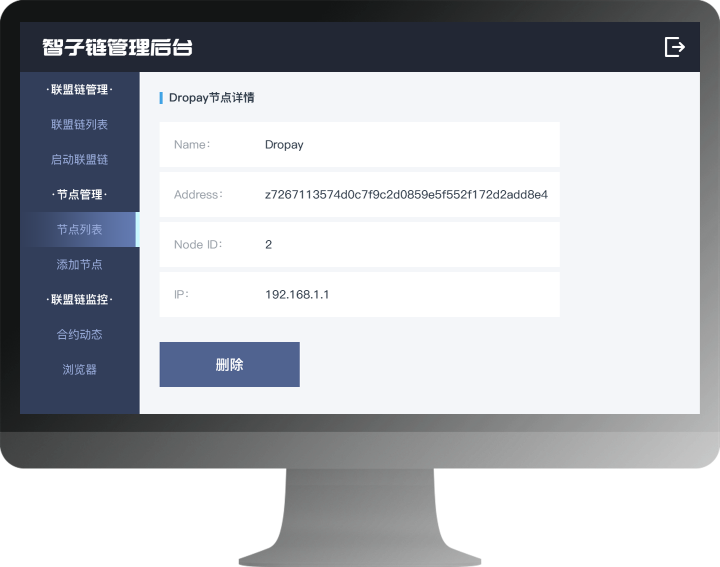 智子链管理后台
·联盟链管理·
联盟链列表
启动联盟链
·节点管理·
节点列表
添加节点
·联盟链监控·
合约动态
浏览器
Dropay节点详情
Name: Dropay
Address: z7267113574d0c7f9c2d0859e5f552f172d2add8e4
Node ID: 2
IP: 192.168.1.1
删除